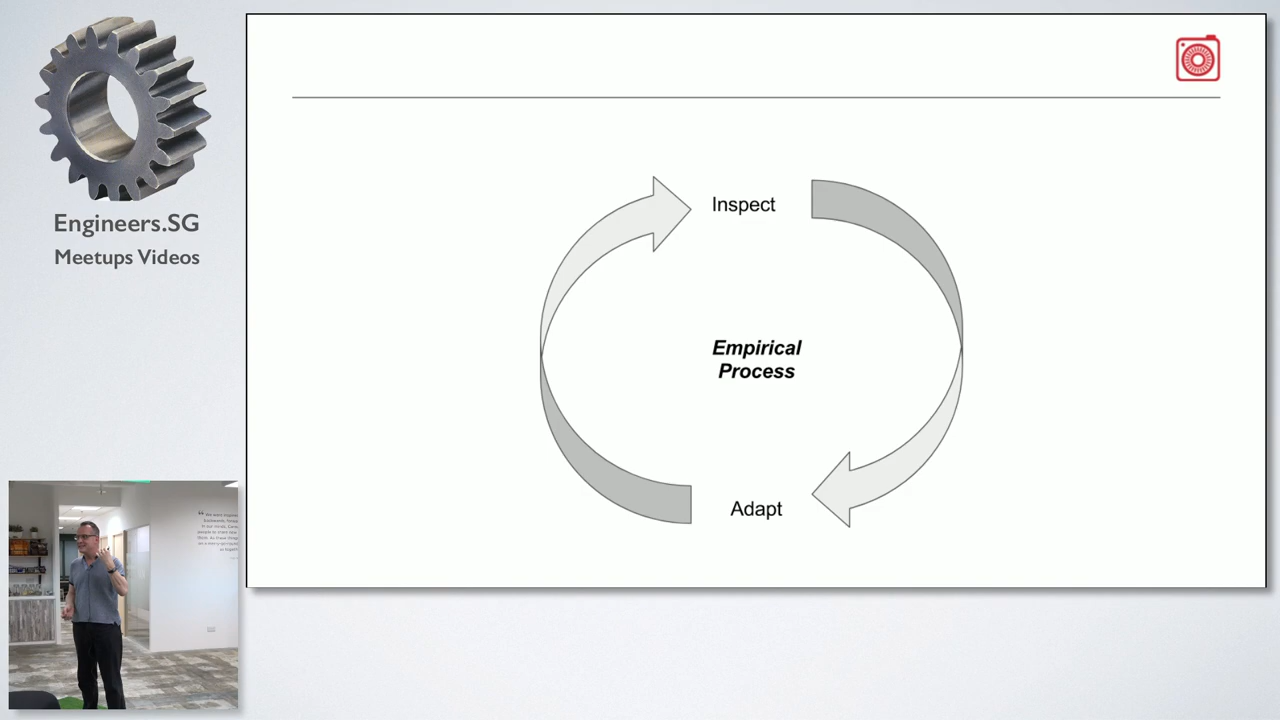 Engineers.SG
Meetups Videos
Inspect
Empirical
Process
Adapt